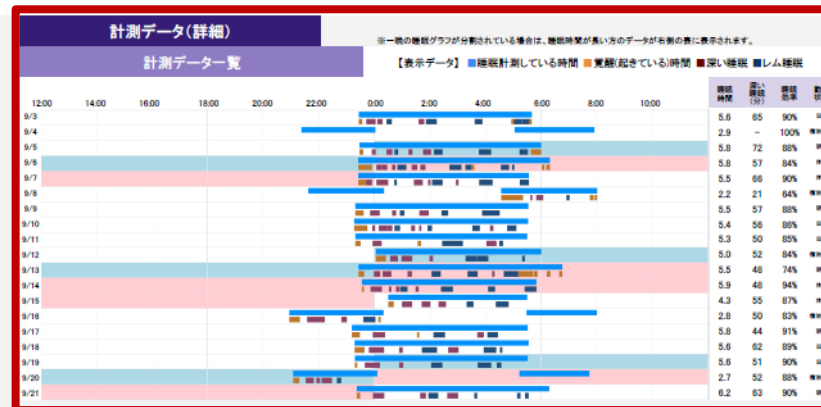 計測データ(詳細)
※一晩の睡眠グラフが分割されている場合は、睡眠時間が長い方のデータが右側の表に表示されます。
計測データ一覧
【表示データ】 ■睡眠計測している時間 ■覚醒(起きている)時間 ■深い睡眠 ■レム睡眠
12:00 14:00 16:00 18:00 20:00 22:00 0:00 2:00 4:00 6:00 8:00 10:00 睡眠時間 深い睡眠(分) 睡眠効率
9/3 5.6 65 90%
9/4 2.9 - 100%
9/5 5.8 72 88%
9/6 5.8 57 84%
9/7 5.5 66 90%
9/8 2.2 21 64%
9/9 5.5 57 88%
9/10 5.4 56 86%
9/11 5.3 50 85%
9/12 5.0 52 84%
9/13 5.5 48 74%
9/14 5.9 48 94%
9/15 4.3 55 87%
9/16 2.8 50 83%
9/17 5.8 44 91%
9/18 5.6 62 89%
9/19 5.6 51 90%
9/20 2.7 52 88%
9/21 6.2 63 90%